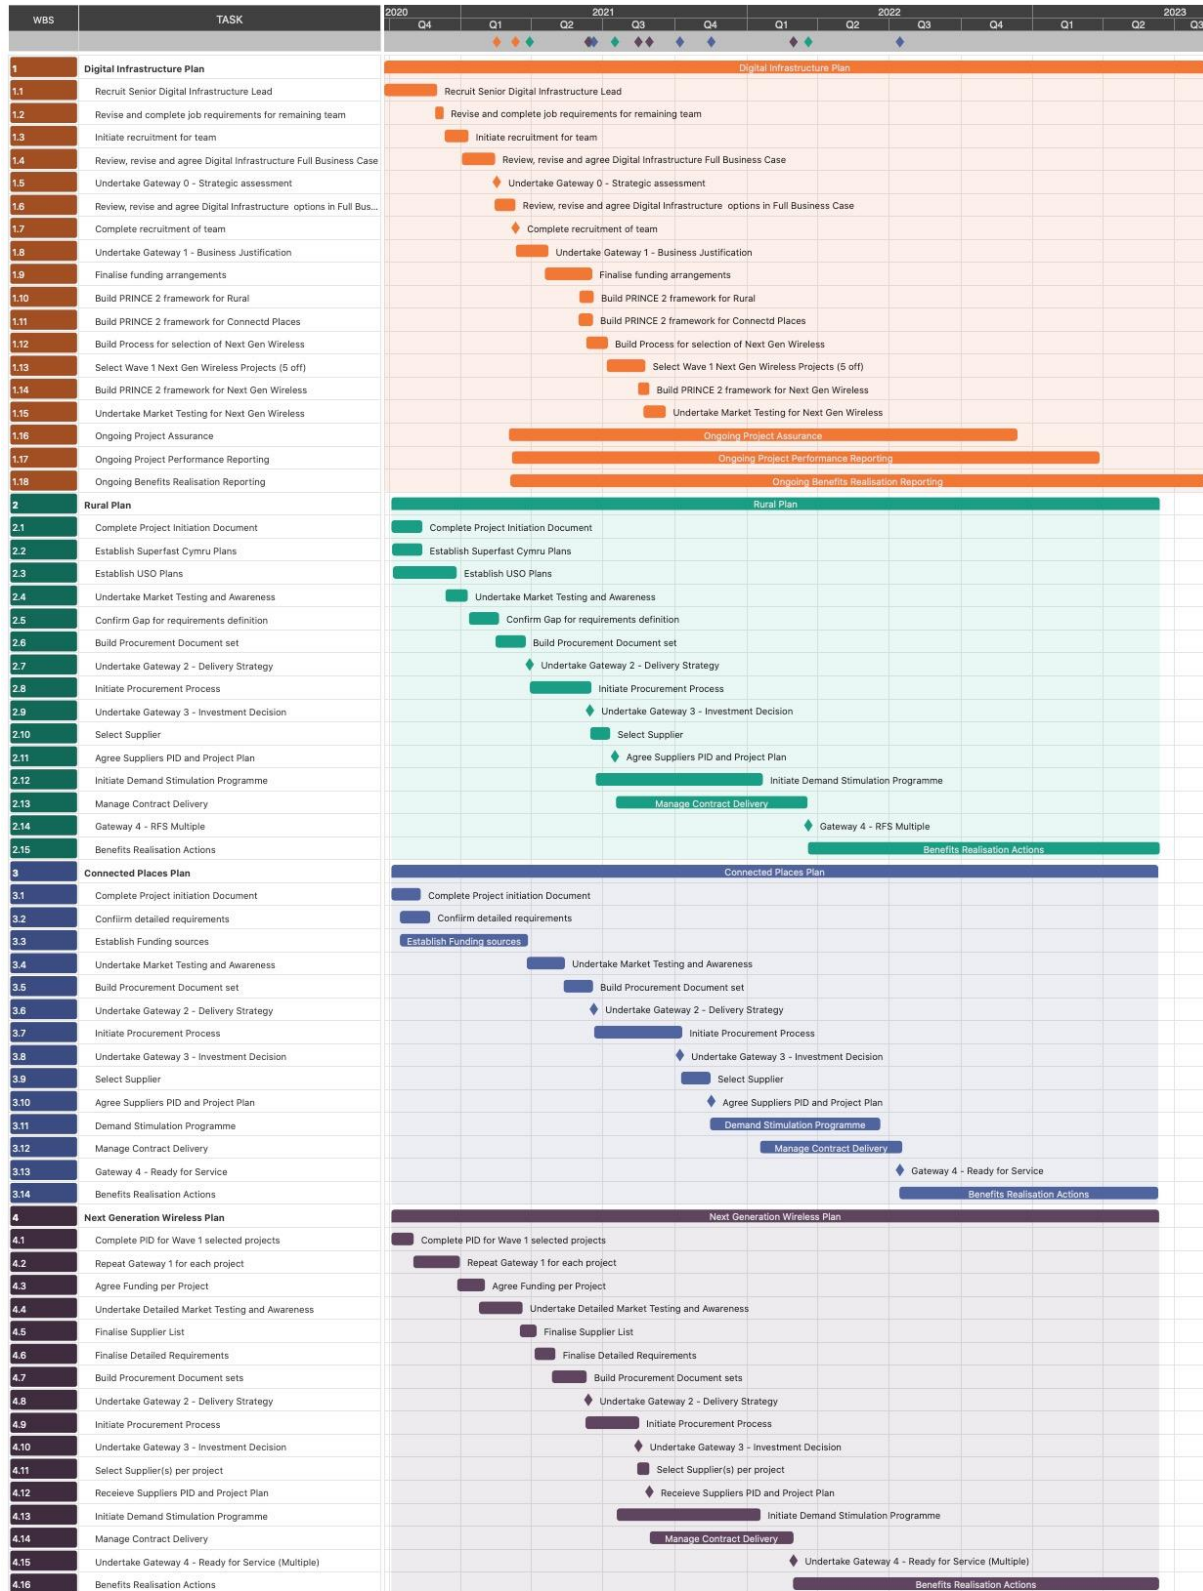 WBS TASK 2020 2021 2022 2023
Q4 Q1 Q2 Q3 Q4 Q1 Q2 Q3 Q4 Q1 Q2 Q3
1 Digital Infrastructure Plan Digital Infrastructure Plan
1.1 Recruit Senior Digital Infrastructure Lead Recruit Senior Digital Infrastructure Lead
1.2 Revise and complete job requirements for remaining team Revise and complete job requirements for remaining team
1.3 Initiate recruitment for team Initiate recruitment for team
1.4 Review, revise and agree Digital Infrastructure Full Business Case Review, revise and agree Digital Infrastructure Full Business Case
1.5 Undertake Gateway 0 - Strategic assessment Undertake Gateway 0 - Strategic assessment
1.6 Review, revise and agree Digital Infrastructure options in Full Bus... Review, revise and agree Digital Infrastructure options in Full Business Case
1.7 Complete recruitment of team Complete recruitment of team
1.8 Undertake Gateway 1 - Business Justification Undertake Gateway 1 - Business Justification
1.9 Finalise funding arrangements Finalise funding arrangements
1.10 Build PRINCE 2 framework for Rural Build PRINCE 2 framework for Rural
1.11 Build PRINCE 2 framework for Connectd Places Build PRINCE 2 framework for Connectd Places
1.12 Build Process for selection of Next Gen Wireless Build Process for selection of Next Gen Wireless
1.13 Select Wave 1 Next Gen Wireless Projects (5 off) Select Wave 1 Next Gen Wireless Projects (5 off)
1.14 Build PRINCE 2 framework for Next Gen Wireless Build PRINCE 2 framework for Next Gen Wireless
1.15 Undertake Market Testing for Next Gen Wireless Undertake Market Testing for Next Gen Wireless
1.16 Ongoing Project Assurance Ongoing Project Assurance
1.17 Ongoing Project Performance Reporting Ongoing Project Performance Reporting
1.18 Ongoing Benefits Realisation Reporting Ongoing Benefits Realisation Reporting
2 Rural Plan Rural Plan
2.1 Complete Project Initiation Document Complete Project Initiation Document
2.2 Establish Superfast Cymru Plans Establish Superfast Cymru Plans
2.3 Establish USO Plans Establish USO Plans
2.4 Undertake Market Testing and Awareness Undertake Market Testing and Awareness
2.5 Confirm Gap for requirements definition Confirm Gap for requirements definition
2.6 Build Procurement Document set Build Procurement Document set
2.7 Undertake Gateway 2 - Delivery Strategy Undertake Gateway 2 - Delivery Strategy
2.8 Initiate Procurement Process Initiate Procurement Process
2.9 Undertake Gateway 3 - Investment Decision Undertake Gateway 3 - Investment Decision
2.10 Select Supplier Select Supplier
2.11 Agree Suppliers PID and Project Plan Agree Suppliers PID and Project Plan
2.12 Initiate Demand Stimulation Programme Initiate Demand Stimulation Programme
2.13 Manage Contract Delivery Manage Contract Delivery
2.14 Gateway 4 - RFS Multiple Gateway 4 - RFS Multiple
2.15 Benefits Realisation Actions Benefits Realisation Actions
3 Connected Places Plan Connected Places Plan
3.1 Complete Project initiation Document Complete Project initiation Document
3.2 Confiirm detailed requirements Confiirm detailed requirements
3.3 Establish Funding sources Establish Funding sources
3.4 Undertake Market Testing and Awareness Undertake Market Testing and Awareness
3.5 Build Procurement Document set Build Procurement Document set
3.6 Undertake Gateway 2 - Delivery Strategy Undertake Gateway 2 - Delivery Strategy
3.7 Initiate Procurement Process Initiate Procurement Process
3.8 Undertake Gateway 3 - Investment Decision Undertake Gateway 3 - Investment Decision
3.9 Select Supplier Select Supplier
3.10 Agree Suppliers PID and Project Plan Agree Suppliers PID and Project Plan
3.11 Demand Stimulation Programme Demand Stimulation Programme
3.12 Manage Contract Delivery Manage Contract Delivery
3.13 Gateway 4 - Ready for Service Gateway 4 - Ready for Service
3.14 Benefits Realisation Actions Benefits Realisation Actions
4 Next Generation Wireless Plan Next Generation Wireless Plan
4.1 Complete PID for Wave 1 selected projects Complete PID for Wave 1 selected projects
4.2 Repeat Gateway 1 for each project Repeat Gateway 1 for each project
4.3 Agree Funding per Project Agree Funding per Project
4.4 Undertake Detailed Market Testing and Awareness Undertake Detailed Market Testing and Awareness
4.5 Finalise Supplier List Finalise Supplier List
4.6 Finalise Detailed Requirements Finalise Detailed Requirements
4.7 Build Procurement Document sets Build Procurement Document sets
4.8 Undertake Gateway 2 - Delivery Strategy Undertake Gateway 2 - Delivery Strategy
4.9 Initiate Procurement Process Initiate Procurement Process
4.10 Undertake Gateway 3 - Investment Decision Undertake Gateway 3 - Investment Decision
4.11 Select Supplier(s) per project Select Supplier(s) per project
4.12 Receieve Suppliers PID and Project Plan Receieve Suppliers PID and Project Plan
4.13 Initiate Demand Stimulation Programme Initiate Demand Stimulation Programme
4.14 Manage Contract Delivery Manage Contract Delivery
4.15 Undertake Gateway 4 - Ready for Service (Multiple) Undertake Gateway 4 - Ready for Service (Multiple)
4.16 Benefits Realisation Actions Benefits Realisation Actions